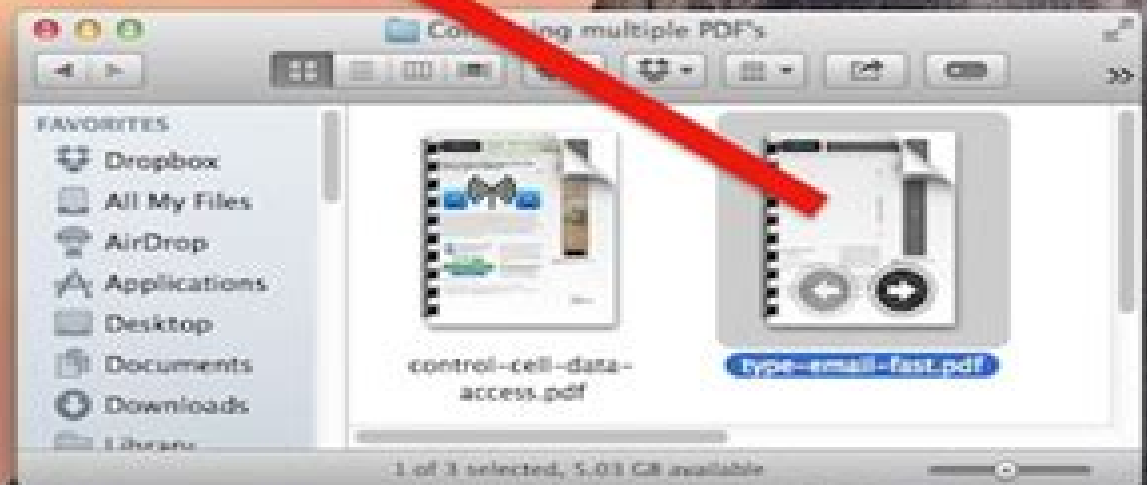 multiple PDF's
FAVORITES
Dropbox
All My Files
AirDrop
Applications
Desktop
Documents
Downloads
Library
control-cell-data-
access.pdf
type-email-fast.pdf
1 of 3 selected, 5.03 GB available